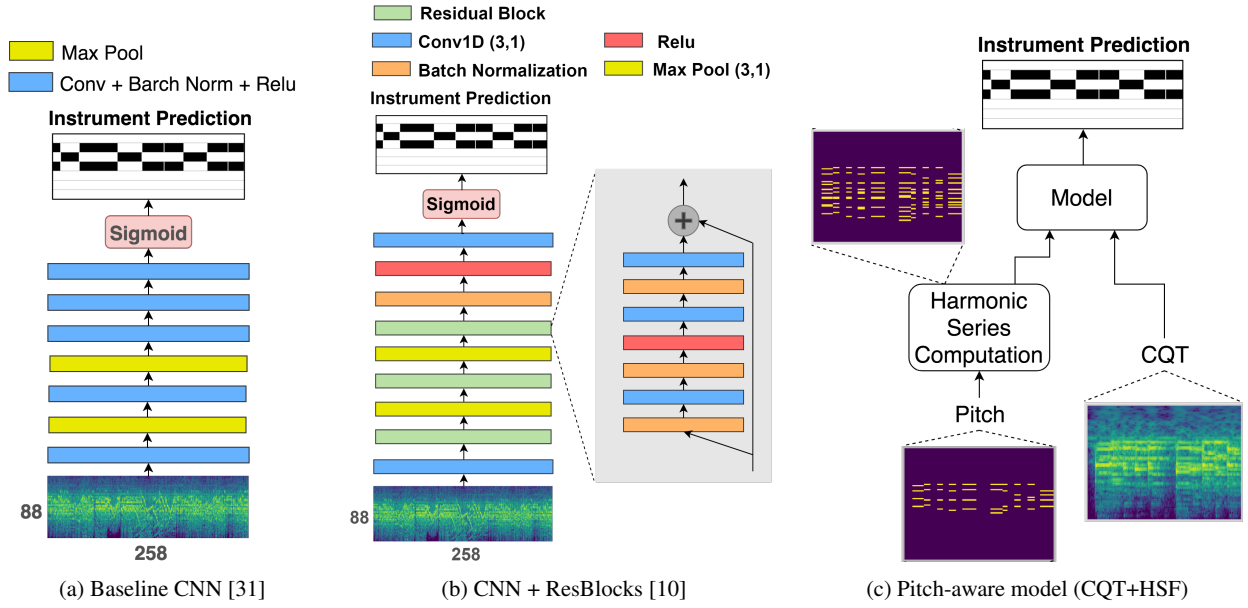 Max Pool
Conv + Barch Norm + Relu
Instrument Prediction
Sigmoid
88
258
(a) Baseline CNN [31]
Residual Block
Conv1D (3,1)
Relu
Batch Normalization
Max Pool (3,1)
Instrument Prediction
Sigmoid
+
88
258
(b) CNN + ResBlocks [10]
Instrument Prediction
Model
Harmonic
Series
Computation
CQT
Pitch
(c) Pitch-aware model (CQT+HSF)